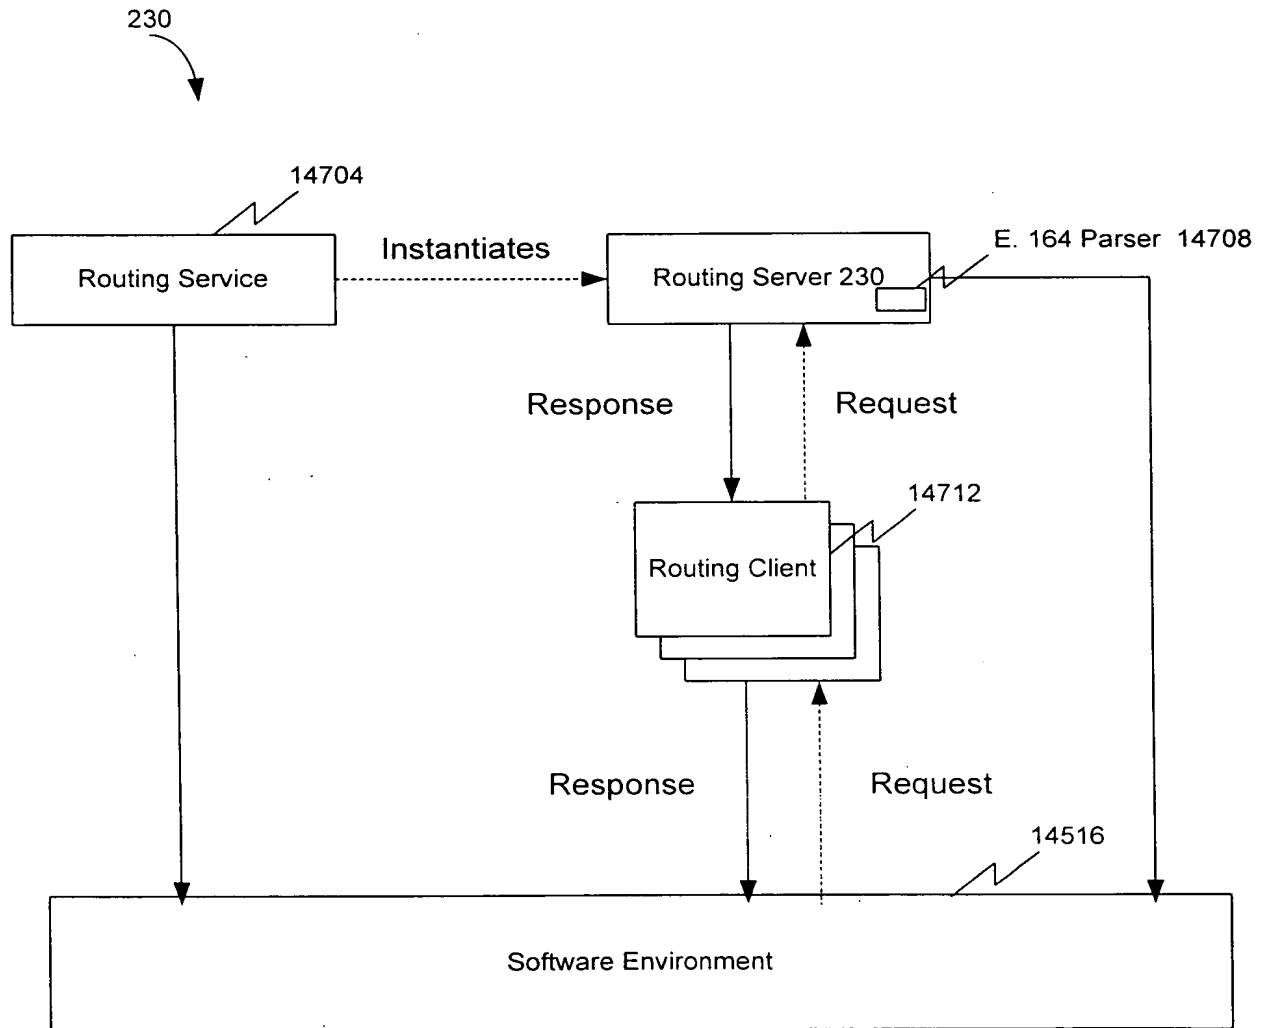 230
14704
Instantiates
E. 164 Parser 14708
Routing Service
Routing Server 230
Response
Request
14712
Routing Client
Response
Request
14516
Software Environment